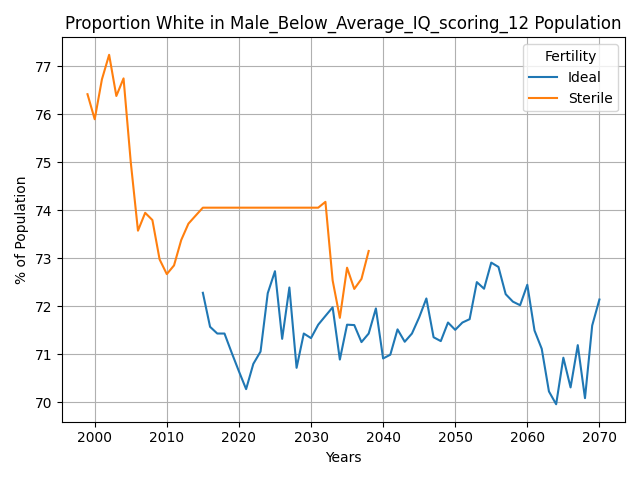 Proportion White in Male_Below_Average_IQ_scoring_12 Population
Fertility
Ideal
Sterile
% of Population
77
76
75
74
73
72
71
70
2000 2010 2020 2030 2040 2050 2060 2070
Years